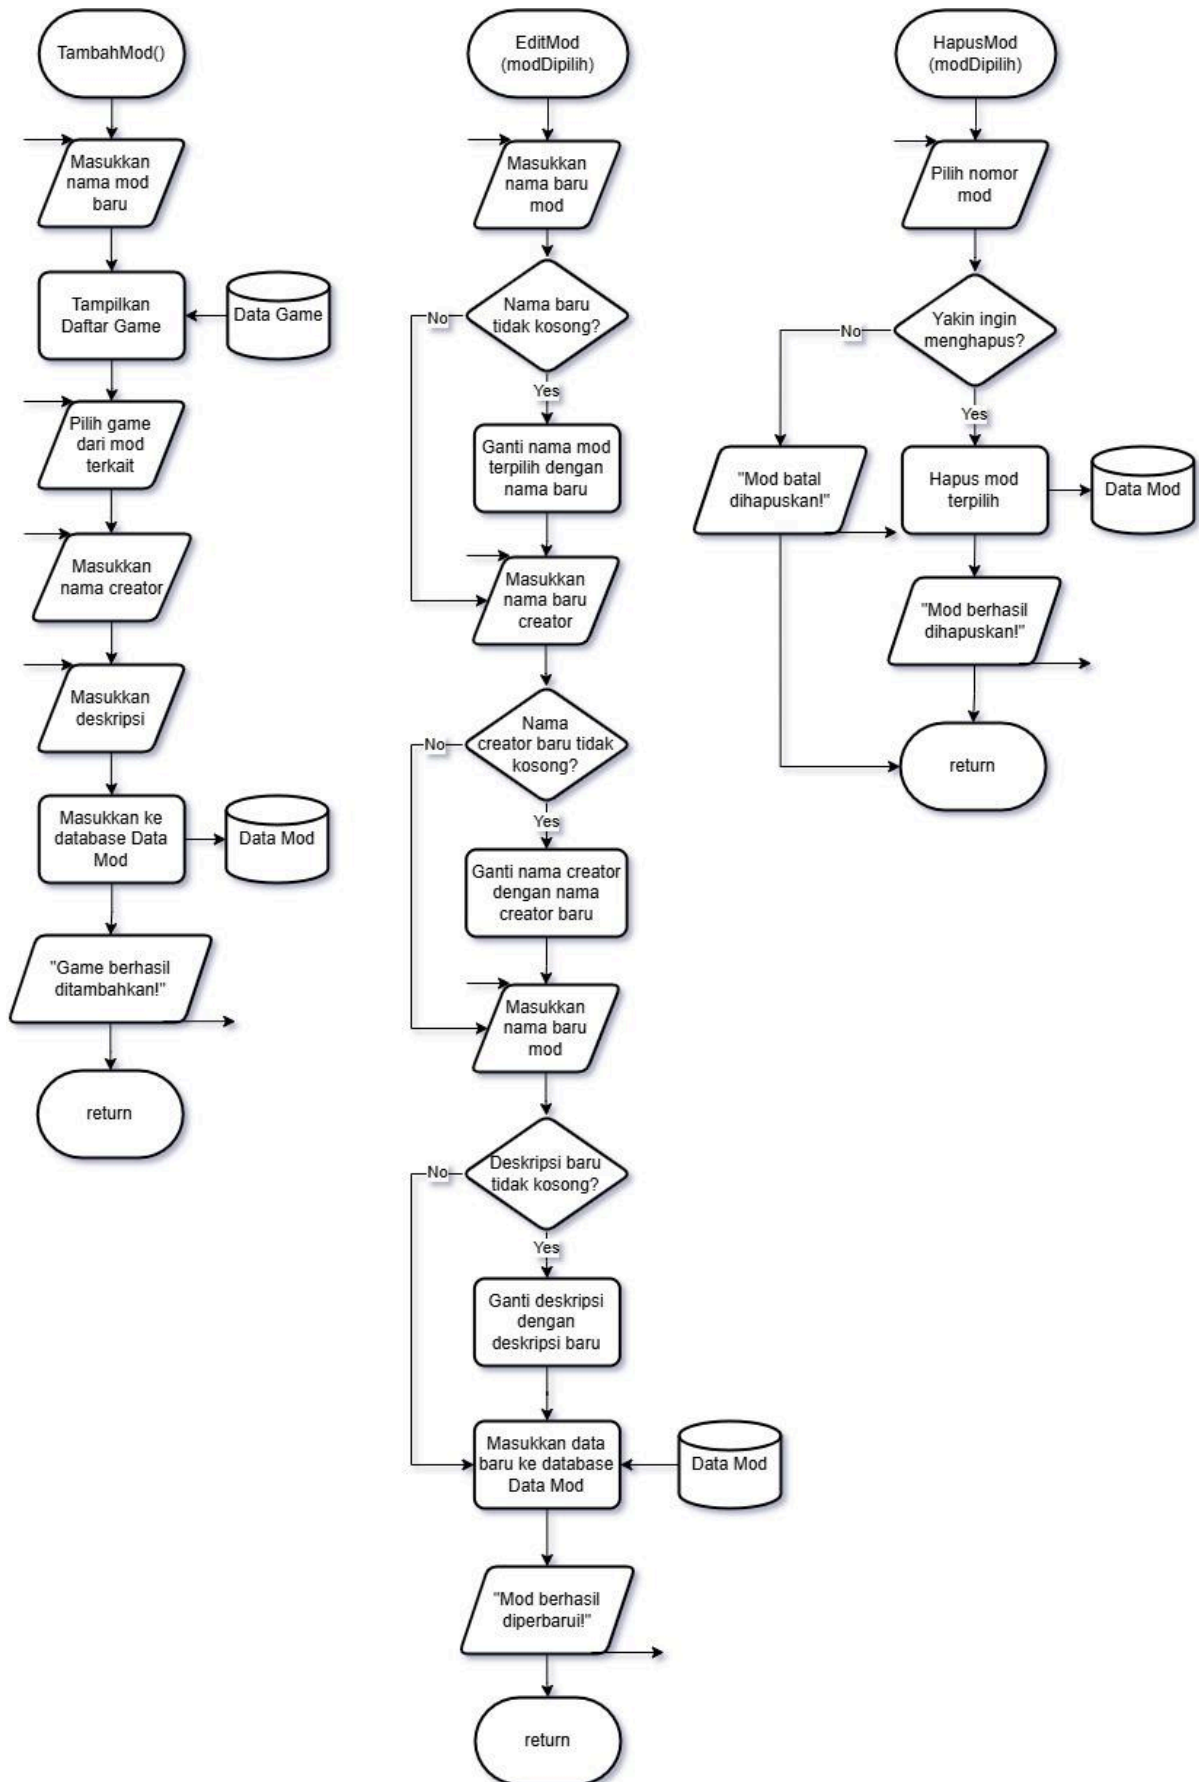 TambahMod()
Masukkan
nama mod
baru
Tampilkan
Daftar Game
Data Game
Pilih game
dari mod
terkait
Masukkan
nama creator
Masukkan
deskripsi
Masukkan ke
database Data
Mod
Data Mod
"Game berhasil
ditambahkan!"
return
EditMod
(modDipilih)
Masukkan
nama baru
mod
Nama baru
tidak kosong?
No
Yes
Ganti nama mod
terpilih dengan
nama baru
Masukkan
nama baru
creator
Nama
creator baru tidak
kosong?
No
Yes
Ganti nama creator
dengan nama
creator baru
Masukkan
nama baru
mod
Deskripsi baru
tidak kosong?
No
Yes
Ganti deskripsi
dengan
deskripsi baru
Masukkan data
baru ke database
Data Mod
Data Mod
"Mod berhasil
diperbarui!"
return
HapusMod
(modDipilih)
Pilih nomor
mod
Yakin ingin
menghapus?
No
Yes
"Mod batal
dihapuskan!"
Hapus mod
terpilih
Data Mod
"Mod berhasil
dihapuskan!"
return